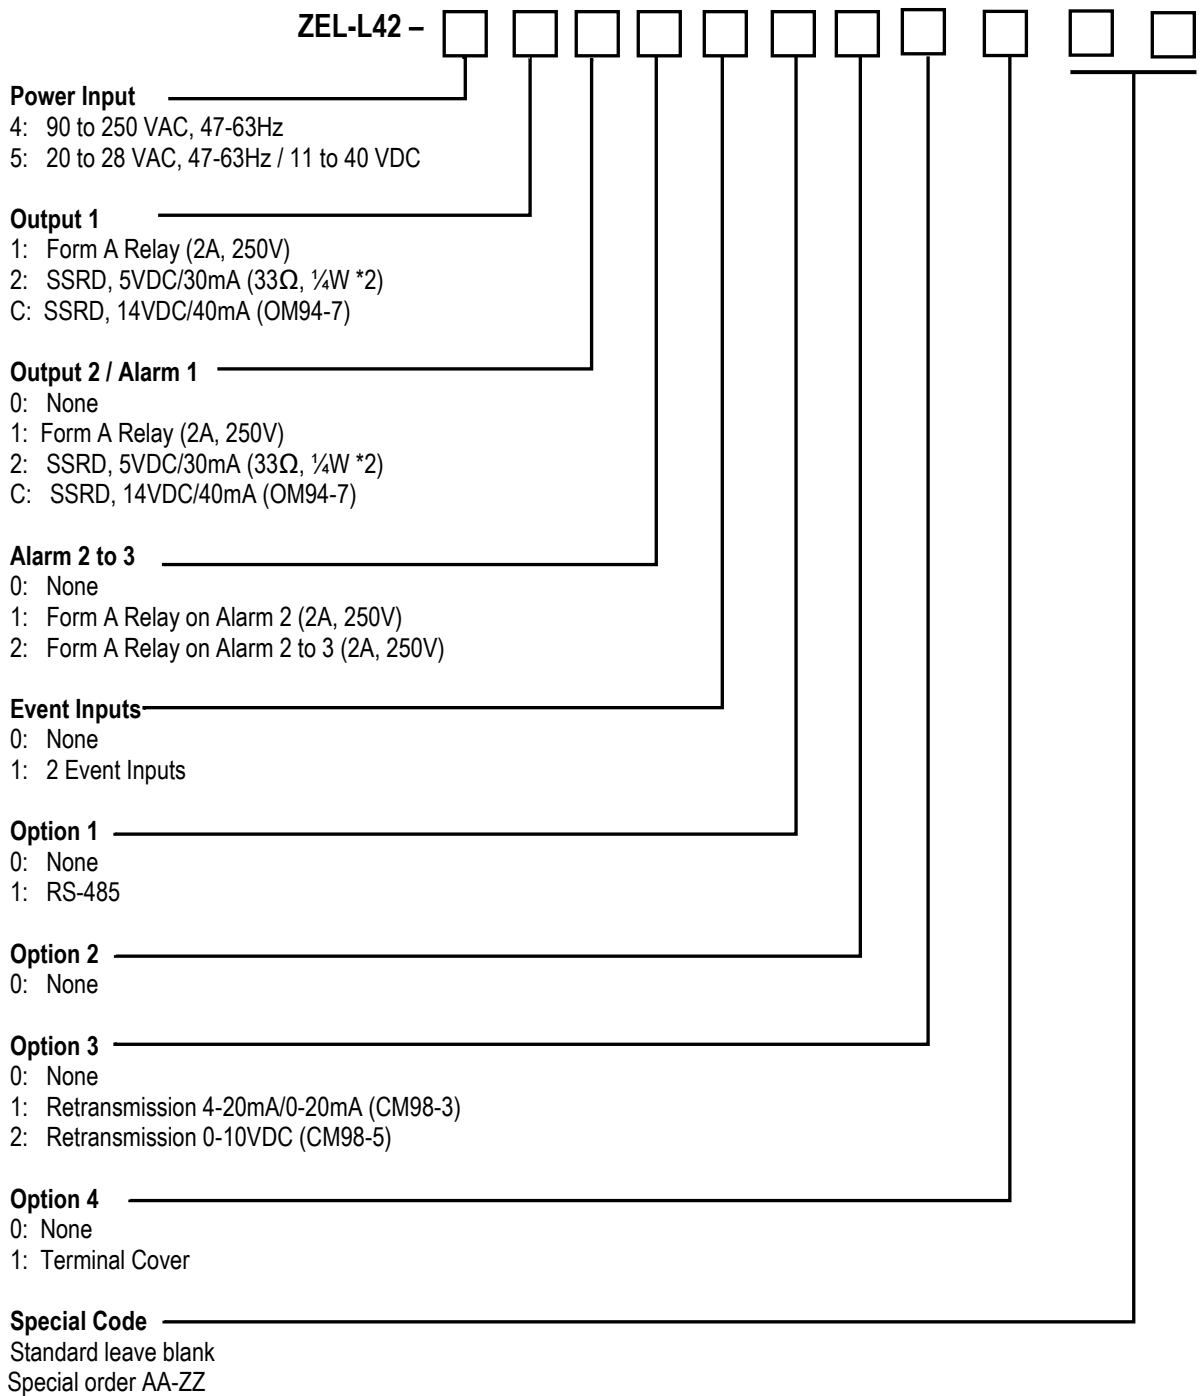 ZEL-L42 –
Power Input
4: 90 to 250 VAC, 47-63Hz
5: 20 to 28 VAC, 47-63Hz / 11 to 40 VDC
Output 1
1: Form A Relay (2A, 250V)
2: SSRD, 5VDC/30mA (33Ω, ¼W *2)
C: SSRD, 14VDC/40mA (OM94-7)
Output 2 / Alarm 1
0: None
1: Form A Relay (2A, 250V)
2: SSRD, 5VDC/30mA (33Ω, ¼W *2)
C: SSRD, 14VDC/40mA (OM94-7)
Alarm 2 to 3
0: None
1: Form A Relay on Alarm 2 (2A, 250V)
2: Form A Relay on Alarm 2 to 3 (2A, 250V)
Event Inputs
0: None
1: 2 Event Inputs
Option 1
0: None
1: RS-485
Option 2
0: None
Option 3
0: None
1: Retransmission 4-20mA/0-20mA (CM98-3)
2: Retransmission 0-10VDC (CM98-5)
Option 4
0: None
1: Terminal Cover
Special Code
Standard leave blank
Special order AA-ZZ